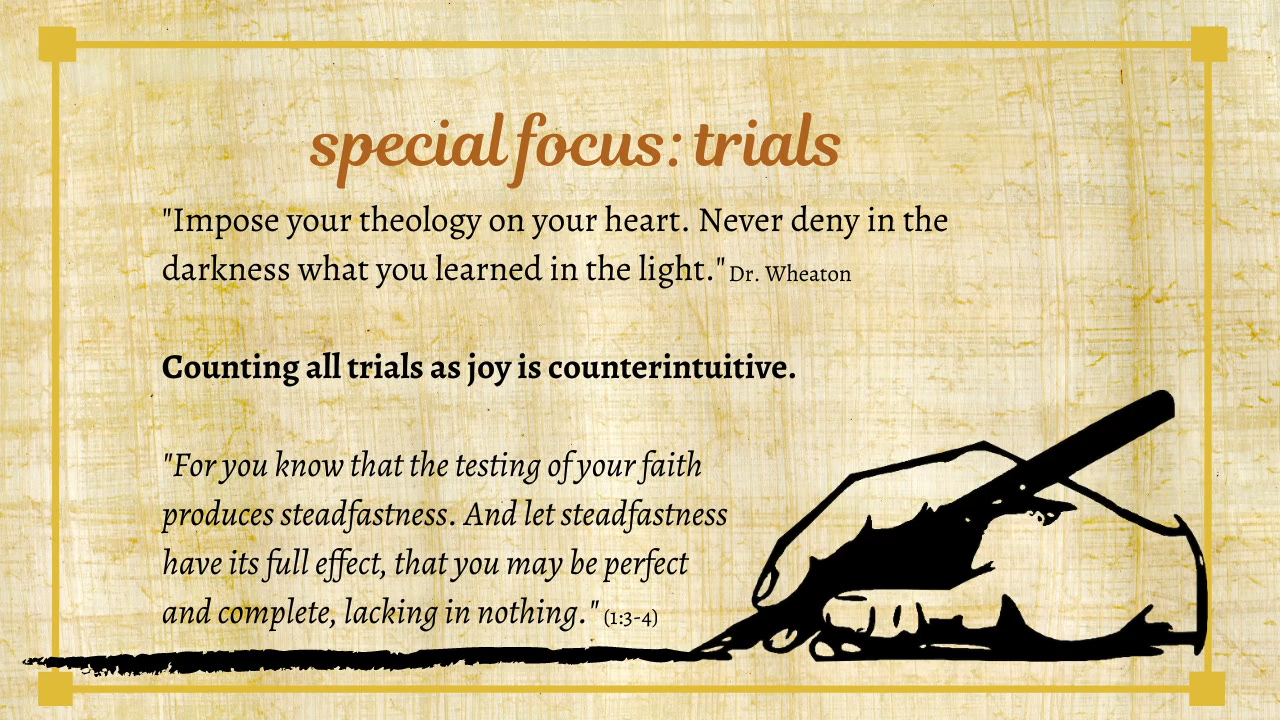 special focus: trials
"Impose your theology on your heart. Never deny in the
darkness what you learned in the light." Dr. Wheaton
Counting all trials as joy is counterintuitive.
"For you know that the testing of your faith
produces steadfastness. And let steadfastness
have its full effect, that you may be perfect
and complete, lacking in nothing." (1:3-4)